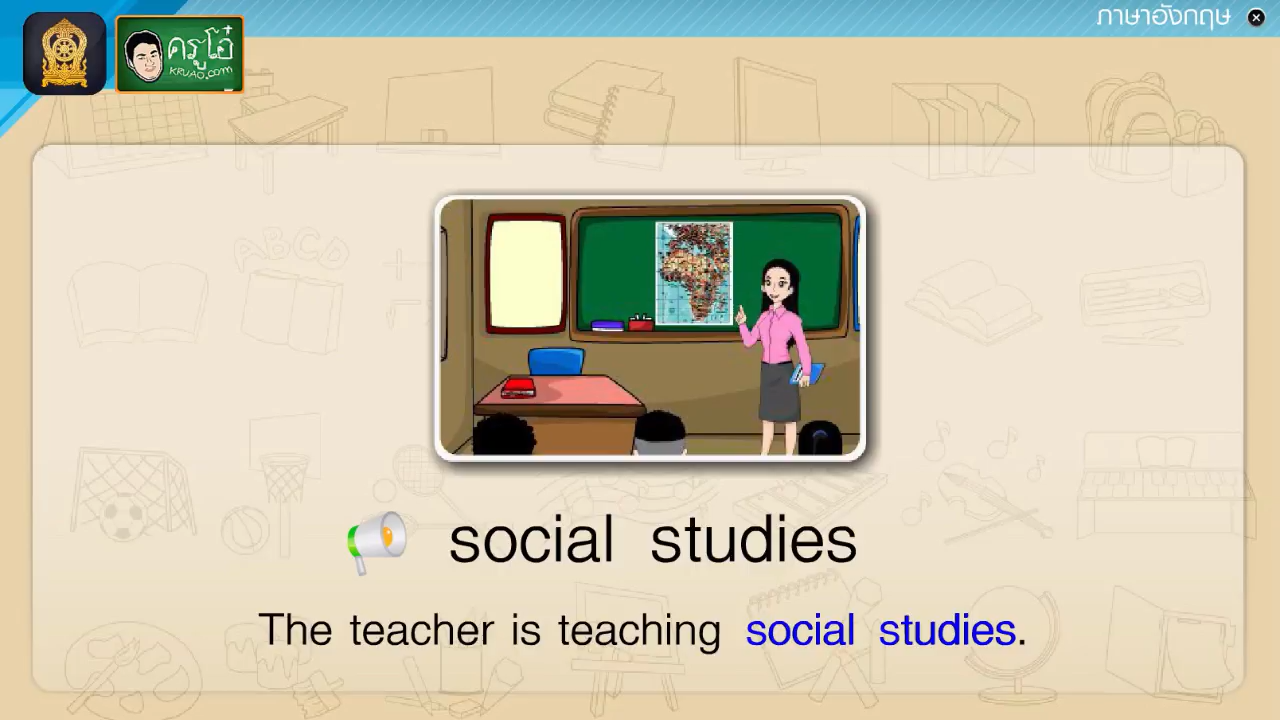 ภาษาอังกฤษ
ครูโอ๋
KRUAO.COM
ABCD
social studies
The teacher is teaching social studies.